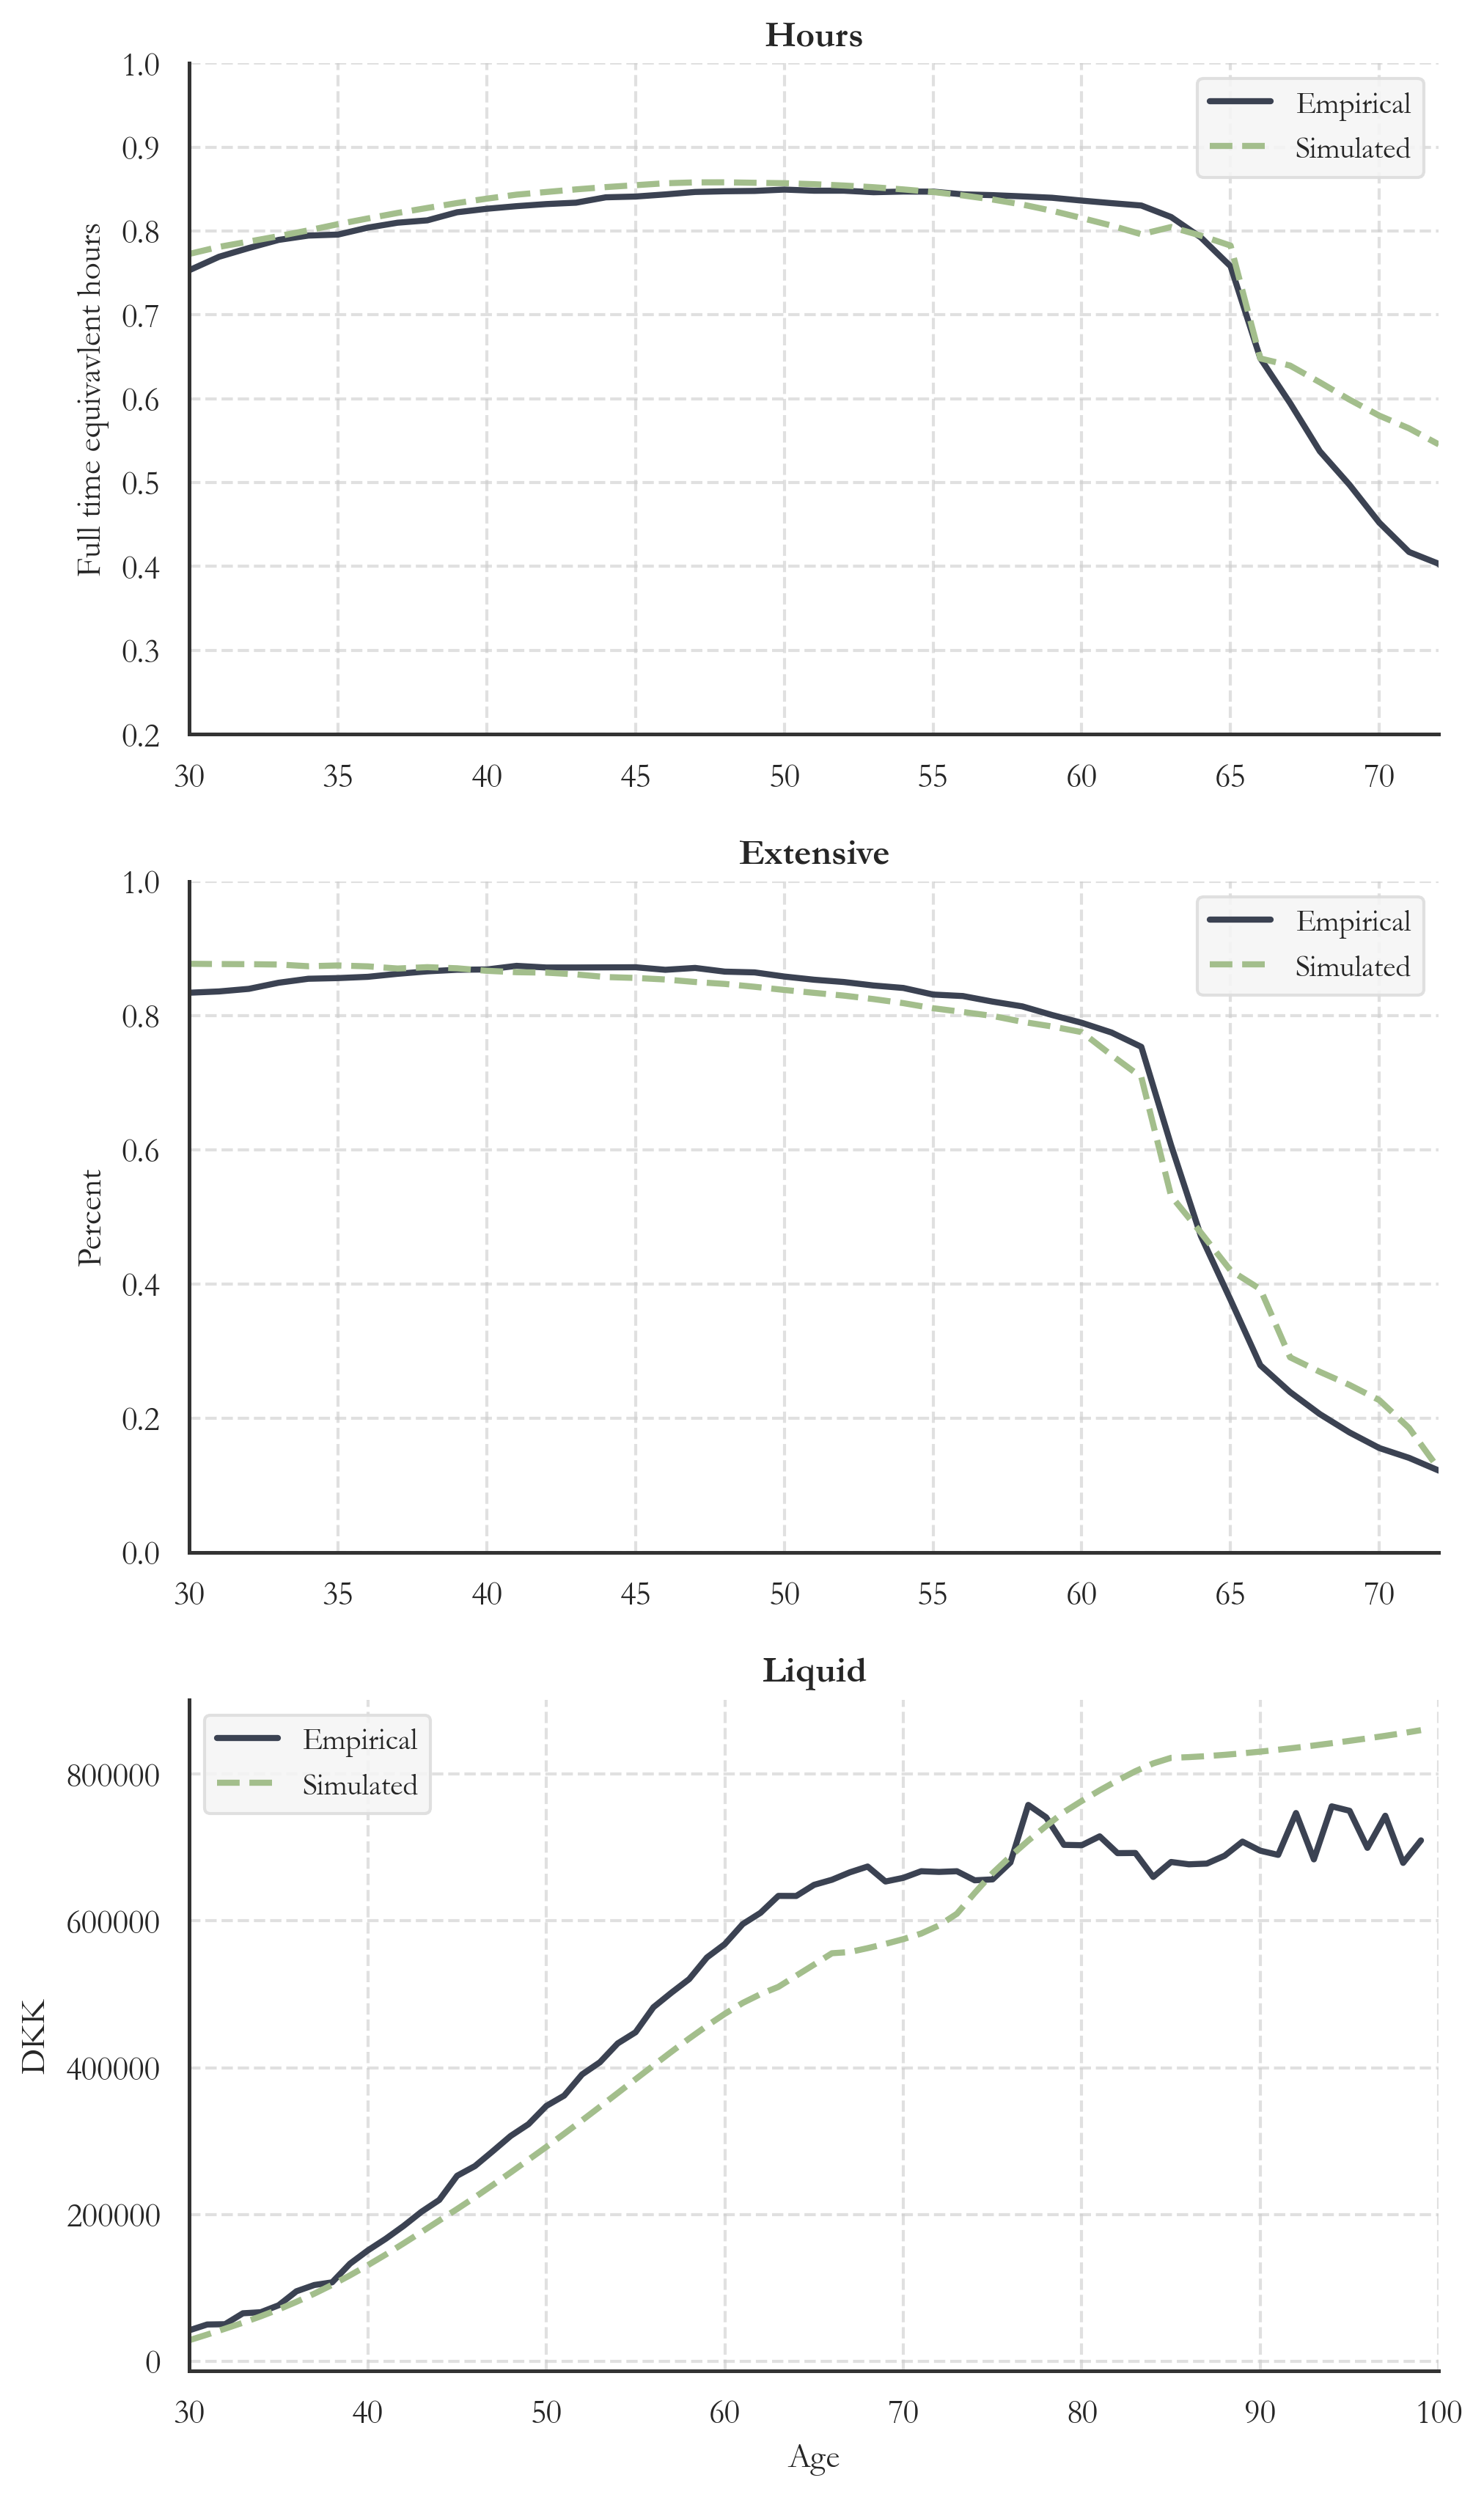 Hours
1.0
0.9
0.8
0.7
0.6
0.5
0.4
0.3
0.2
Full time equivavlent hours
Empirical
Simulated
30 35 40 45 50 55 60 65 70
Extensive
1.0
0.8
0.6
0.4
0.2
0.0
Percent
Empirical
Simulated
30 35 40 45 50 55 60 65 70
Liquid
800000
600000
400000
200000
0
DKK
Empirical
Simulated
30 40 50 60 70 80 90 100
Age